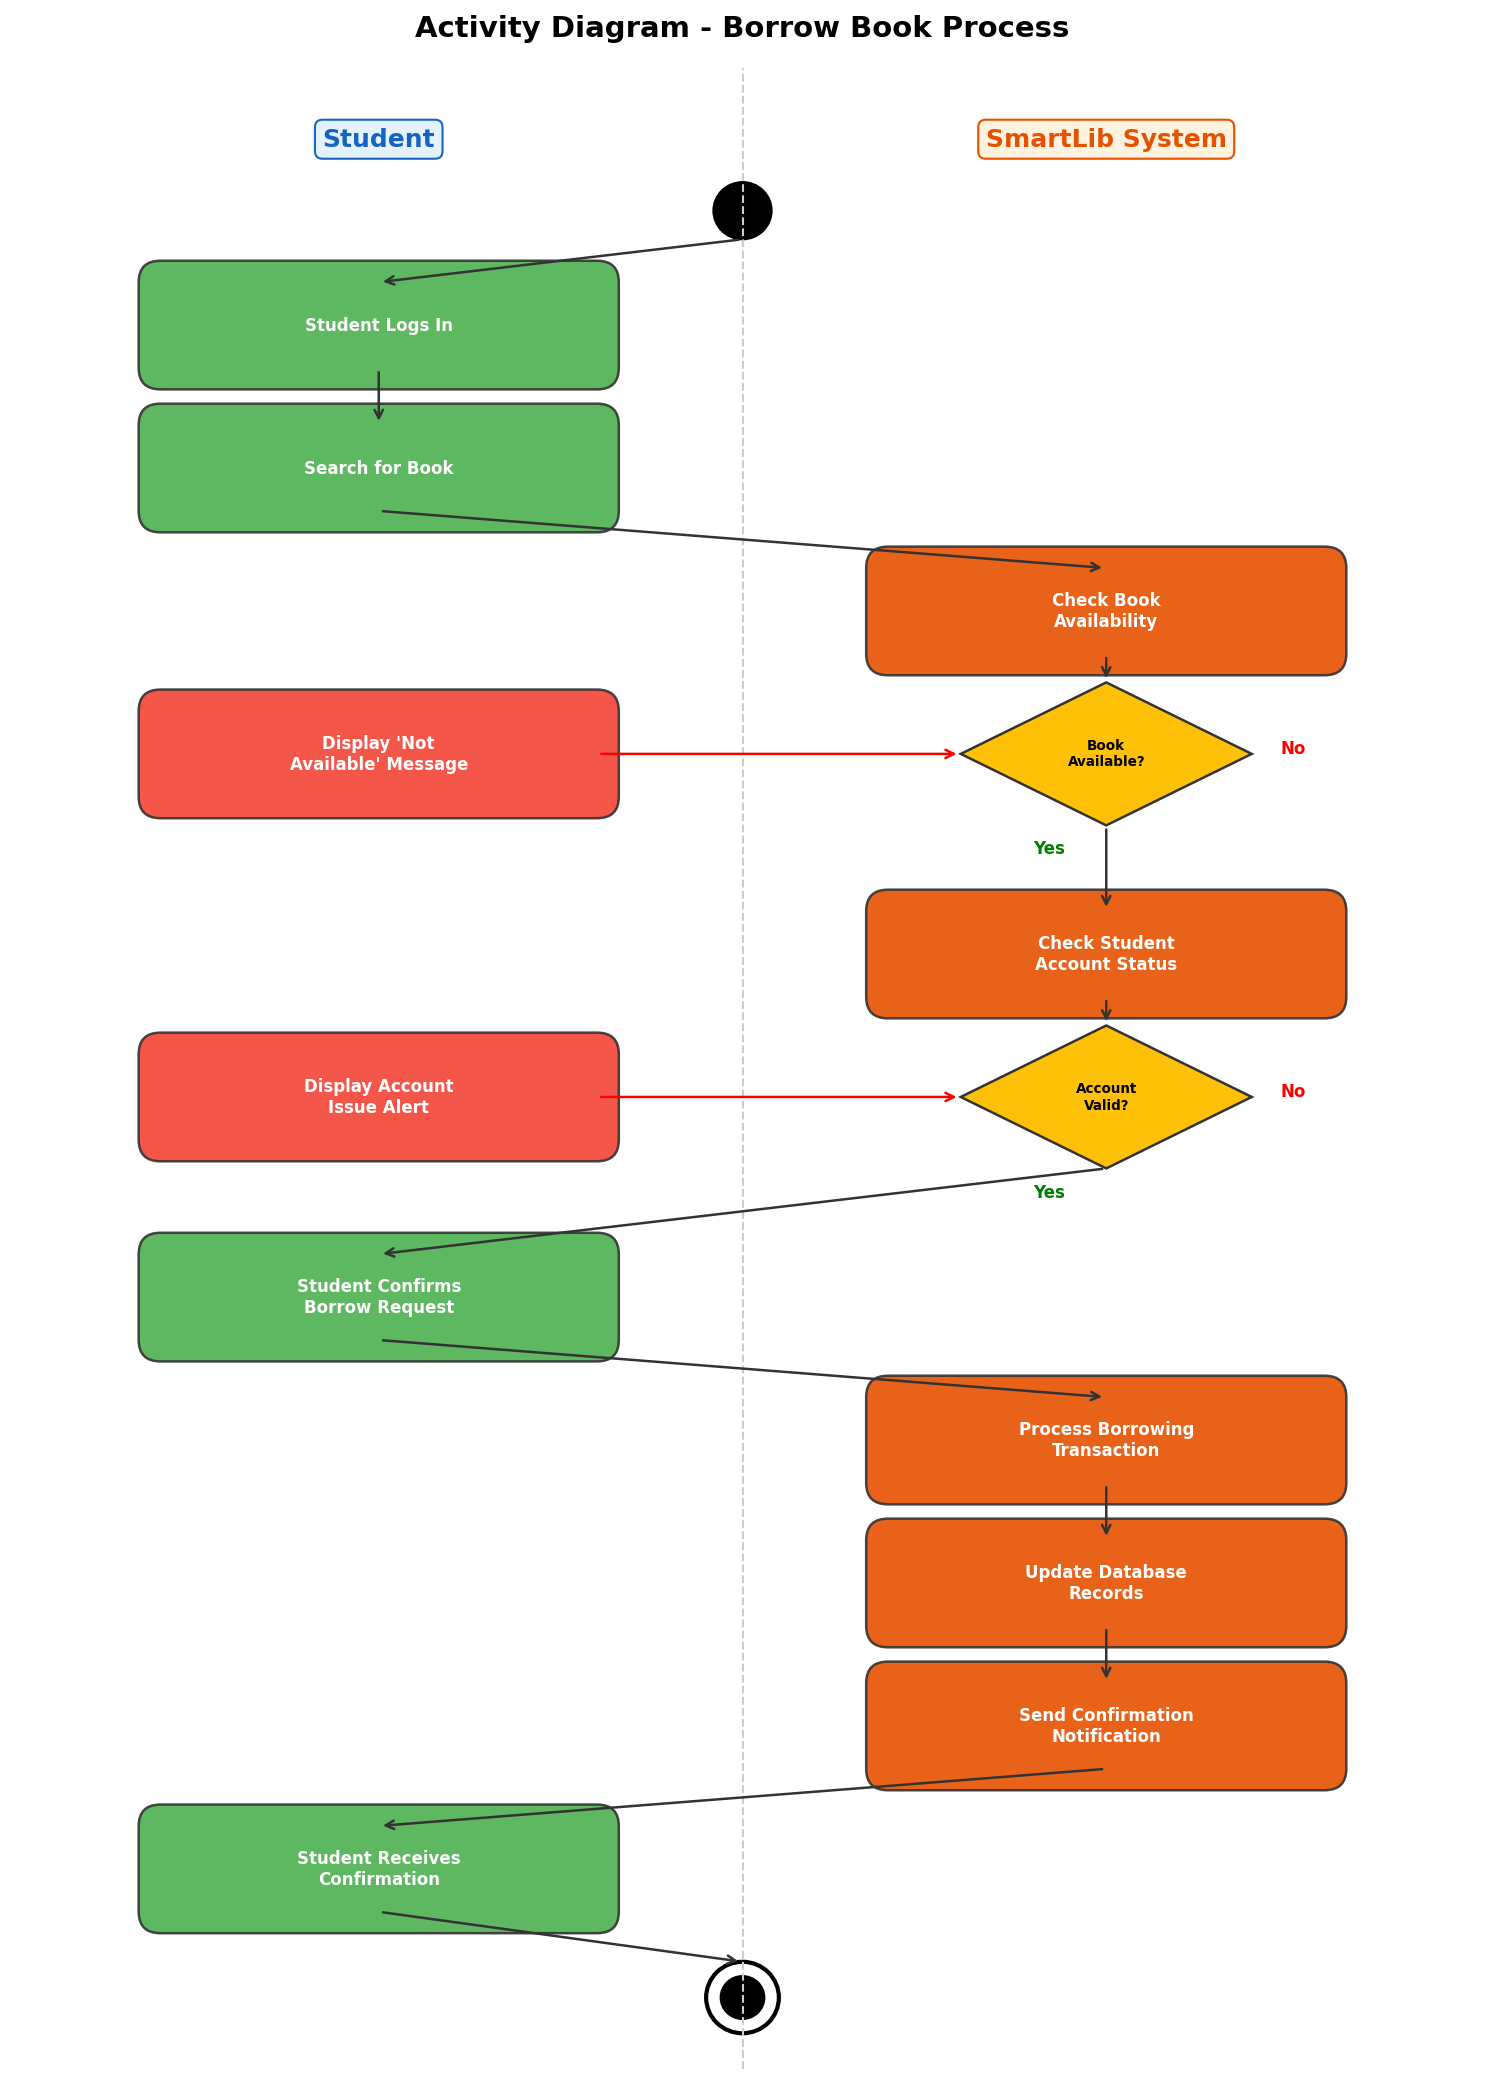 Activity Diagram - Borrow Book Process
Student
SmartLib System
Student Logs In
Search for Book
Check Book
Availability
Display 'Not
Available' Message
Book
Available?
No
Yes
Check Student
Account Status
Display Account
Issue Alert
Account
Valid?
No
Yes
Student Confirms
Borrow Request
Process Borrowing
Transaction
Update Database
Records
Send Confirmation
Notification
Student Receives
Confirmation